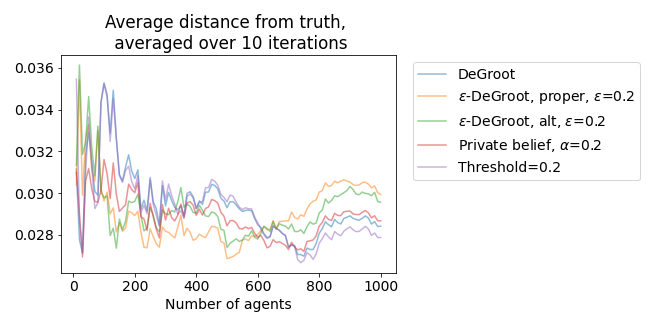 Average distance from truth,
averaged over 10 iterations
0.036
0.034
0.032
0.030
0.028
0
200
400
600
800
1000
Number of agents
DeGroot
ε-DeGroot, proper, ε=0.2
ε-DeGroot, alt, ε=0.2
Private belief, α=0.2
Threshold=0.2